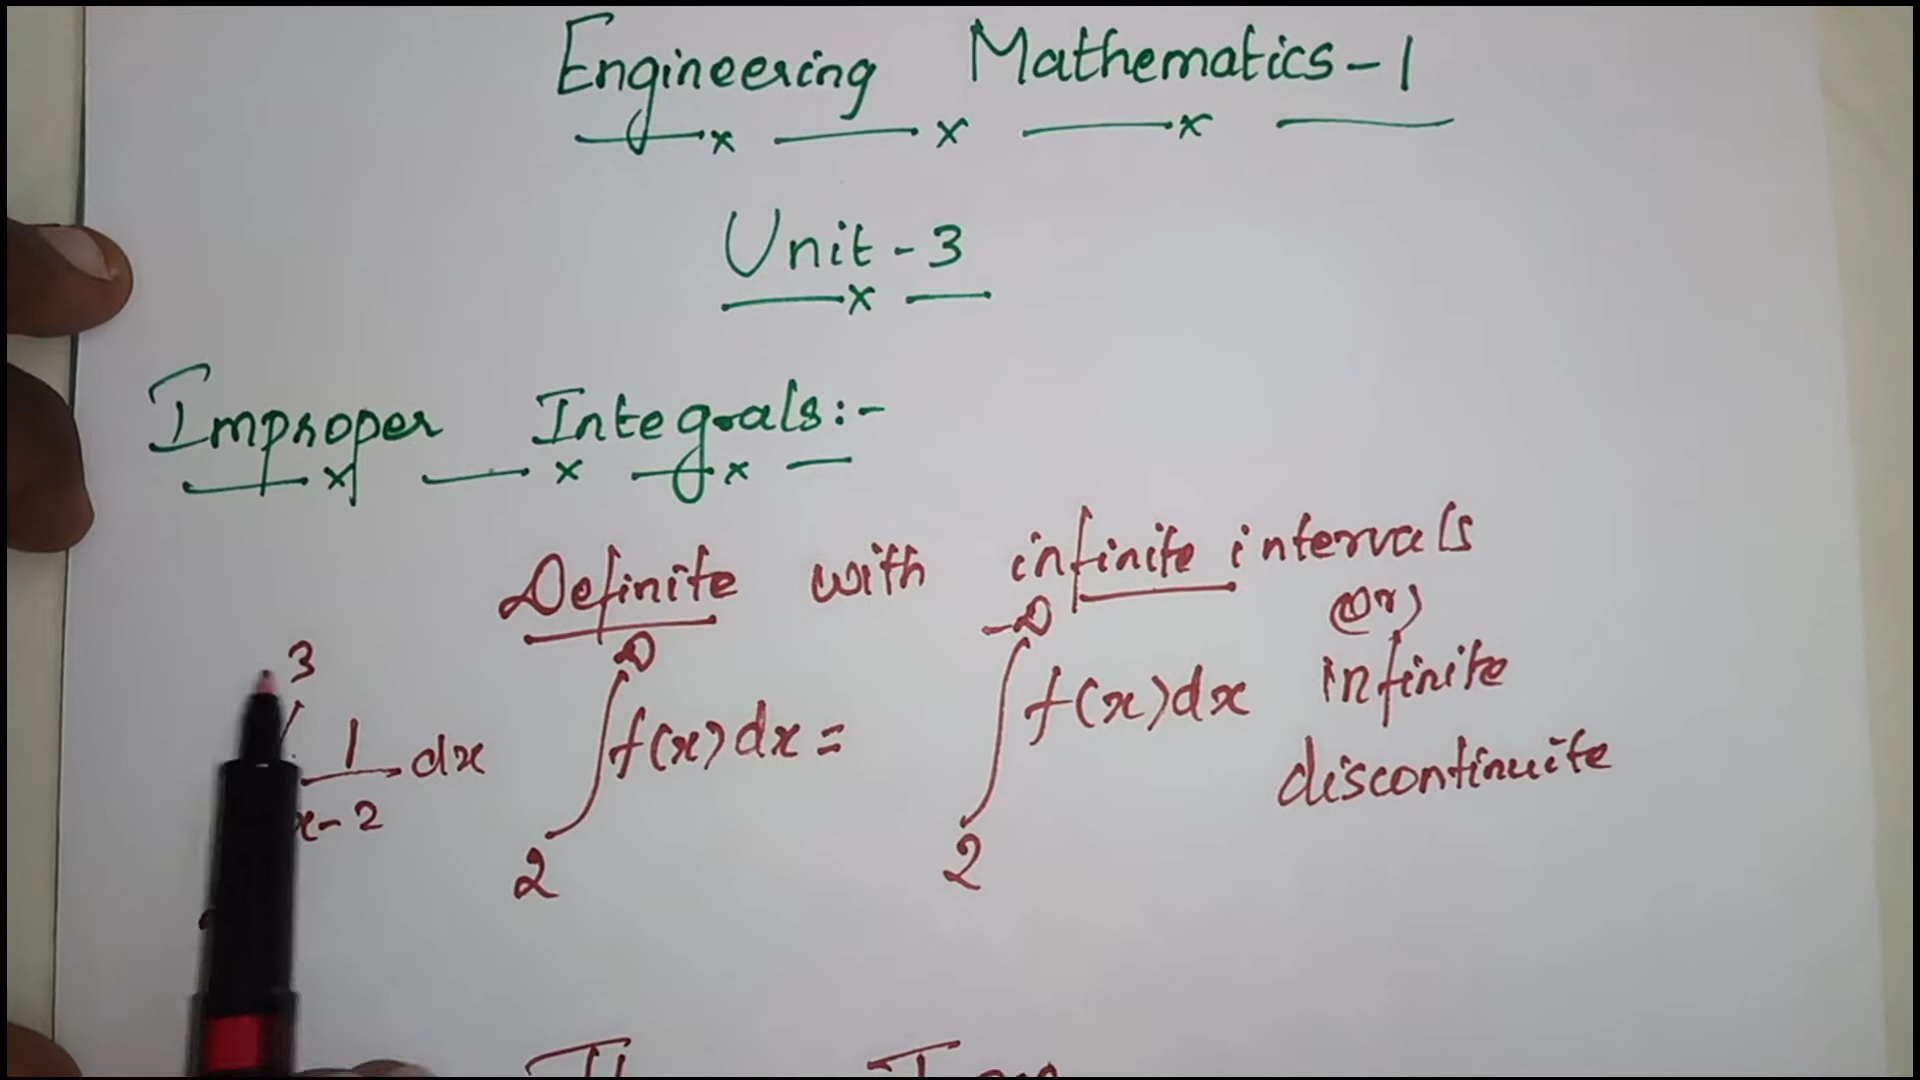 Engineering Mathematics-1
Unit-3
Improper Integrals:-
Definite with infinite intervals
(or)
3
∫ 1/x-2 dx
∞
∫ f(x)dx =
2
-∞
∫ f(x)dx
2
infinite
discontinuite